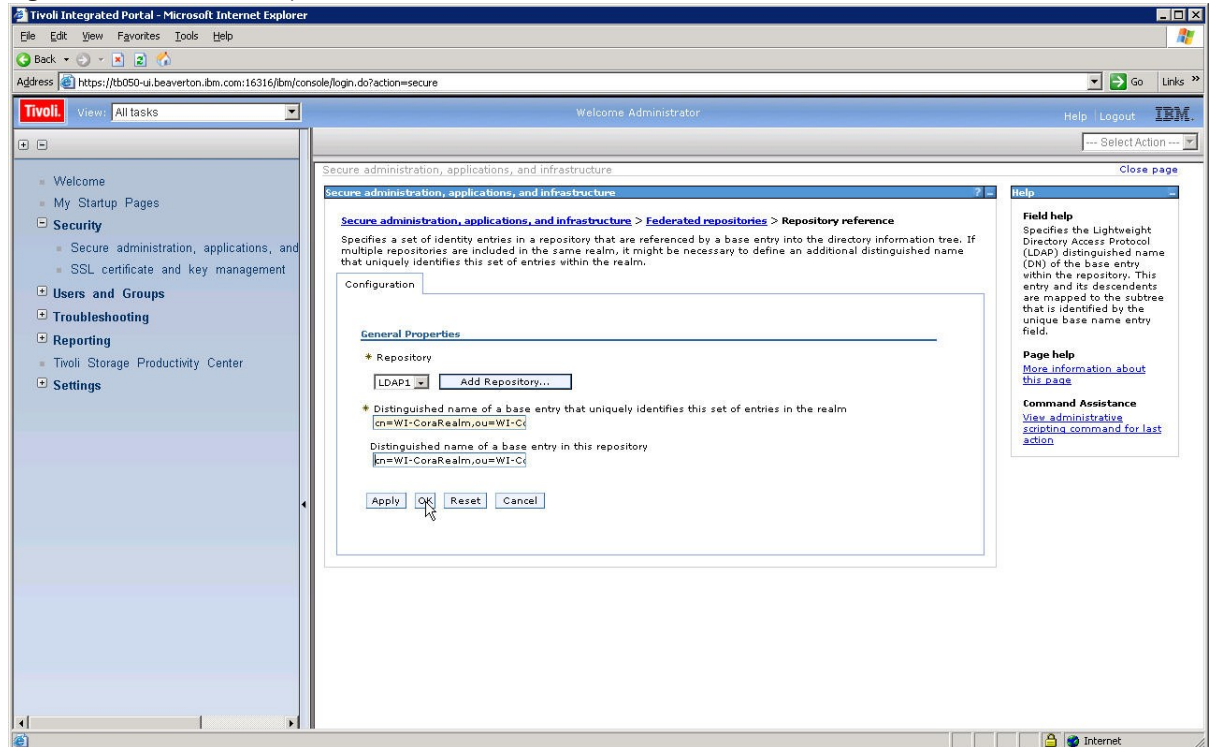 Tivoli Integrated Portal - Microsoft Internet Explorer
File Edit View Favorites Tools Help
Back
Address https://tb050-ui.beaverton.ibm.com:16316/ibm/console/login.do?action=secure Go Links »
Tivoli. View: All tasks Welcome Administrator Help Logout IBM.
--- Select Action ---
Secure administration, applications, and infrastructure Close page
Welcome
My Startup Pages
Security
Secure administration, applications, and
SSL certificate and key management
Users and Groups
Troubleshooting
Reporting
Tivoli Storage Productivity Center
Settings
Secure administration, applications, and infrastructure ? -
Secure administration, applications, and infrastructure > Federated repositories > Repository reference
Specifies a set of identity entries in a repository that are referenced by a base entry into the directory information tree. If
multiple repositories are included in the same realm, it might be necessary to define an additional distinguished name
that uniquely identifies this set of entries within the realm.
Configuration
General Properties
* Repository
LDAP1 Add Repository...
* Distinguished name of a base entry that uniquely identifies this set of entries in the realm
cn=WI-CoraRealm,ou=WI-Co
Distinguished name of a base entry in this repository
cn=WI-CoraRealm,ou=WI-Co
Apply OK Reset Cancel
Help
Field help
Specifies the Lightweight
Directory Access Protocol
(LDAP) distinguished name
(DN) of the base entry
within the repository. This
entry and its descendents
are mapped to the subtree
that is identified by the
unique base name entry
field.
Page help
More information about
this page
Command Assistance
View administrative
scripting command for last
action
Internet